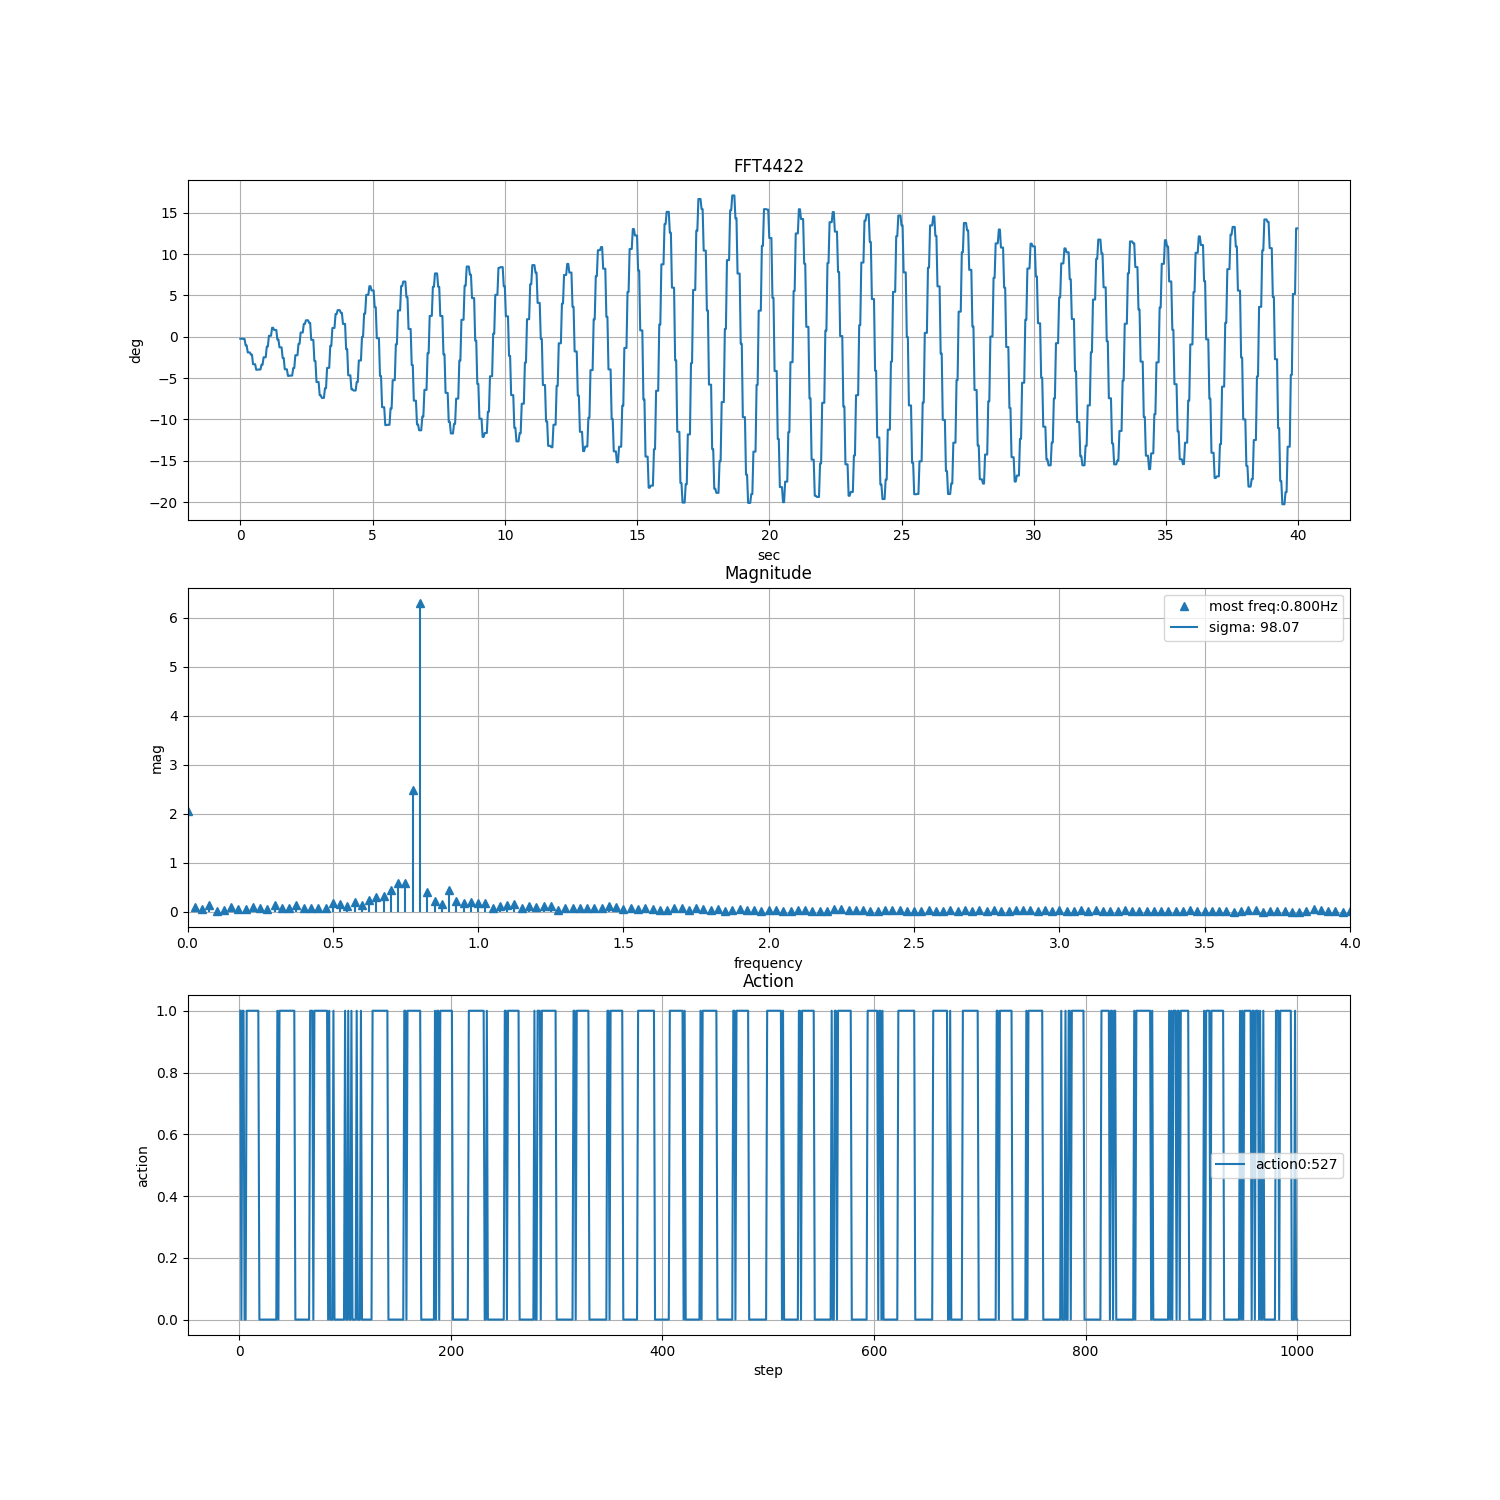 FFT4422
15
10
5
0
−5
−10
−15
−20
deg
0 5 10 15 20 25 30 35 40
sec
Magnitude
most freq:0.800Hz
sigma: 98.07
6
5
4
3
2
1
0
mag
0.0 0.5 1.0 1.5 2.0 2.5 3.0 3.5 4.0
frequency
Action
1.0
0.8
0.6
0.4
0.2
0.0
action
action0:527
0 200 400 600 800 1000
step